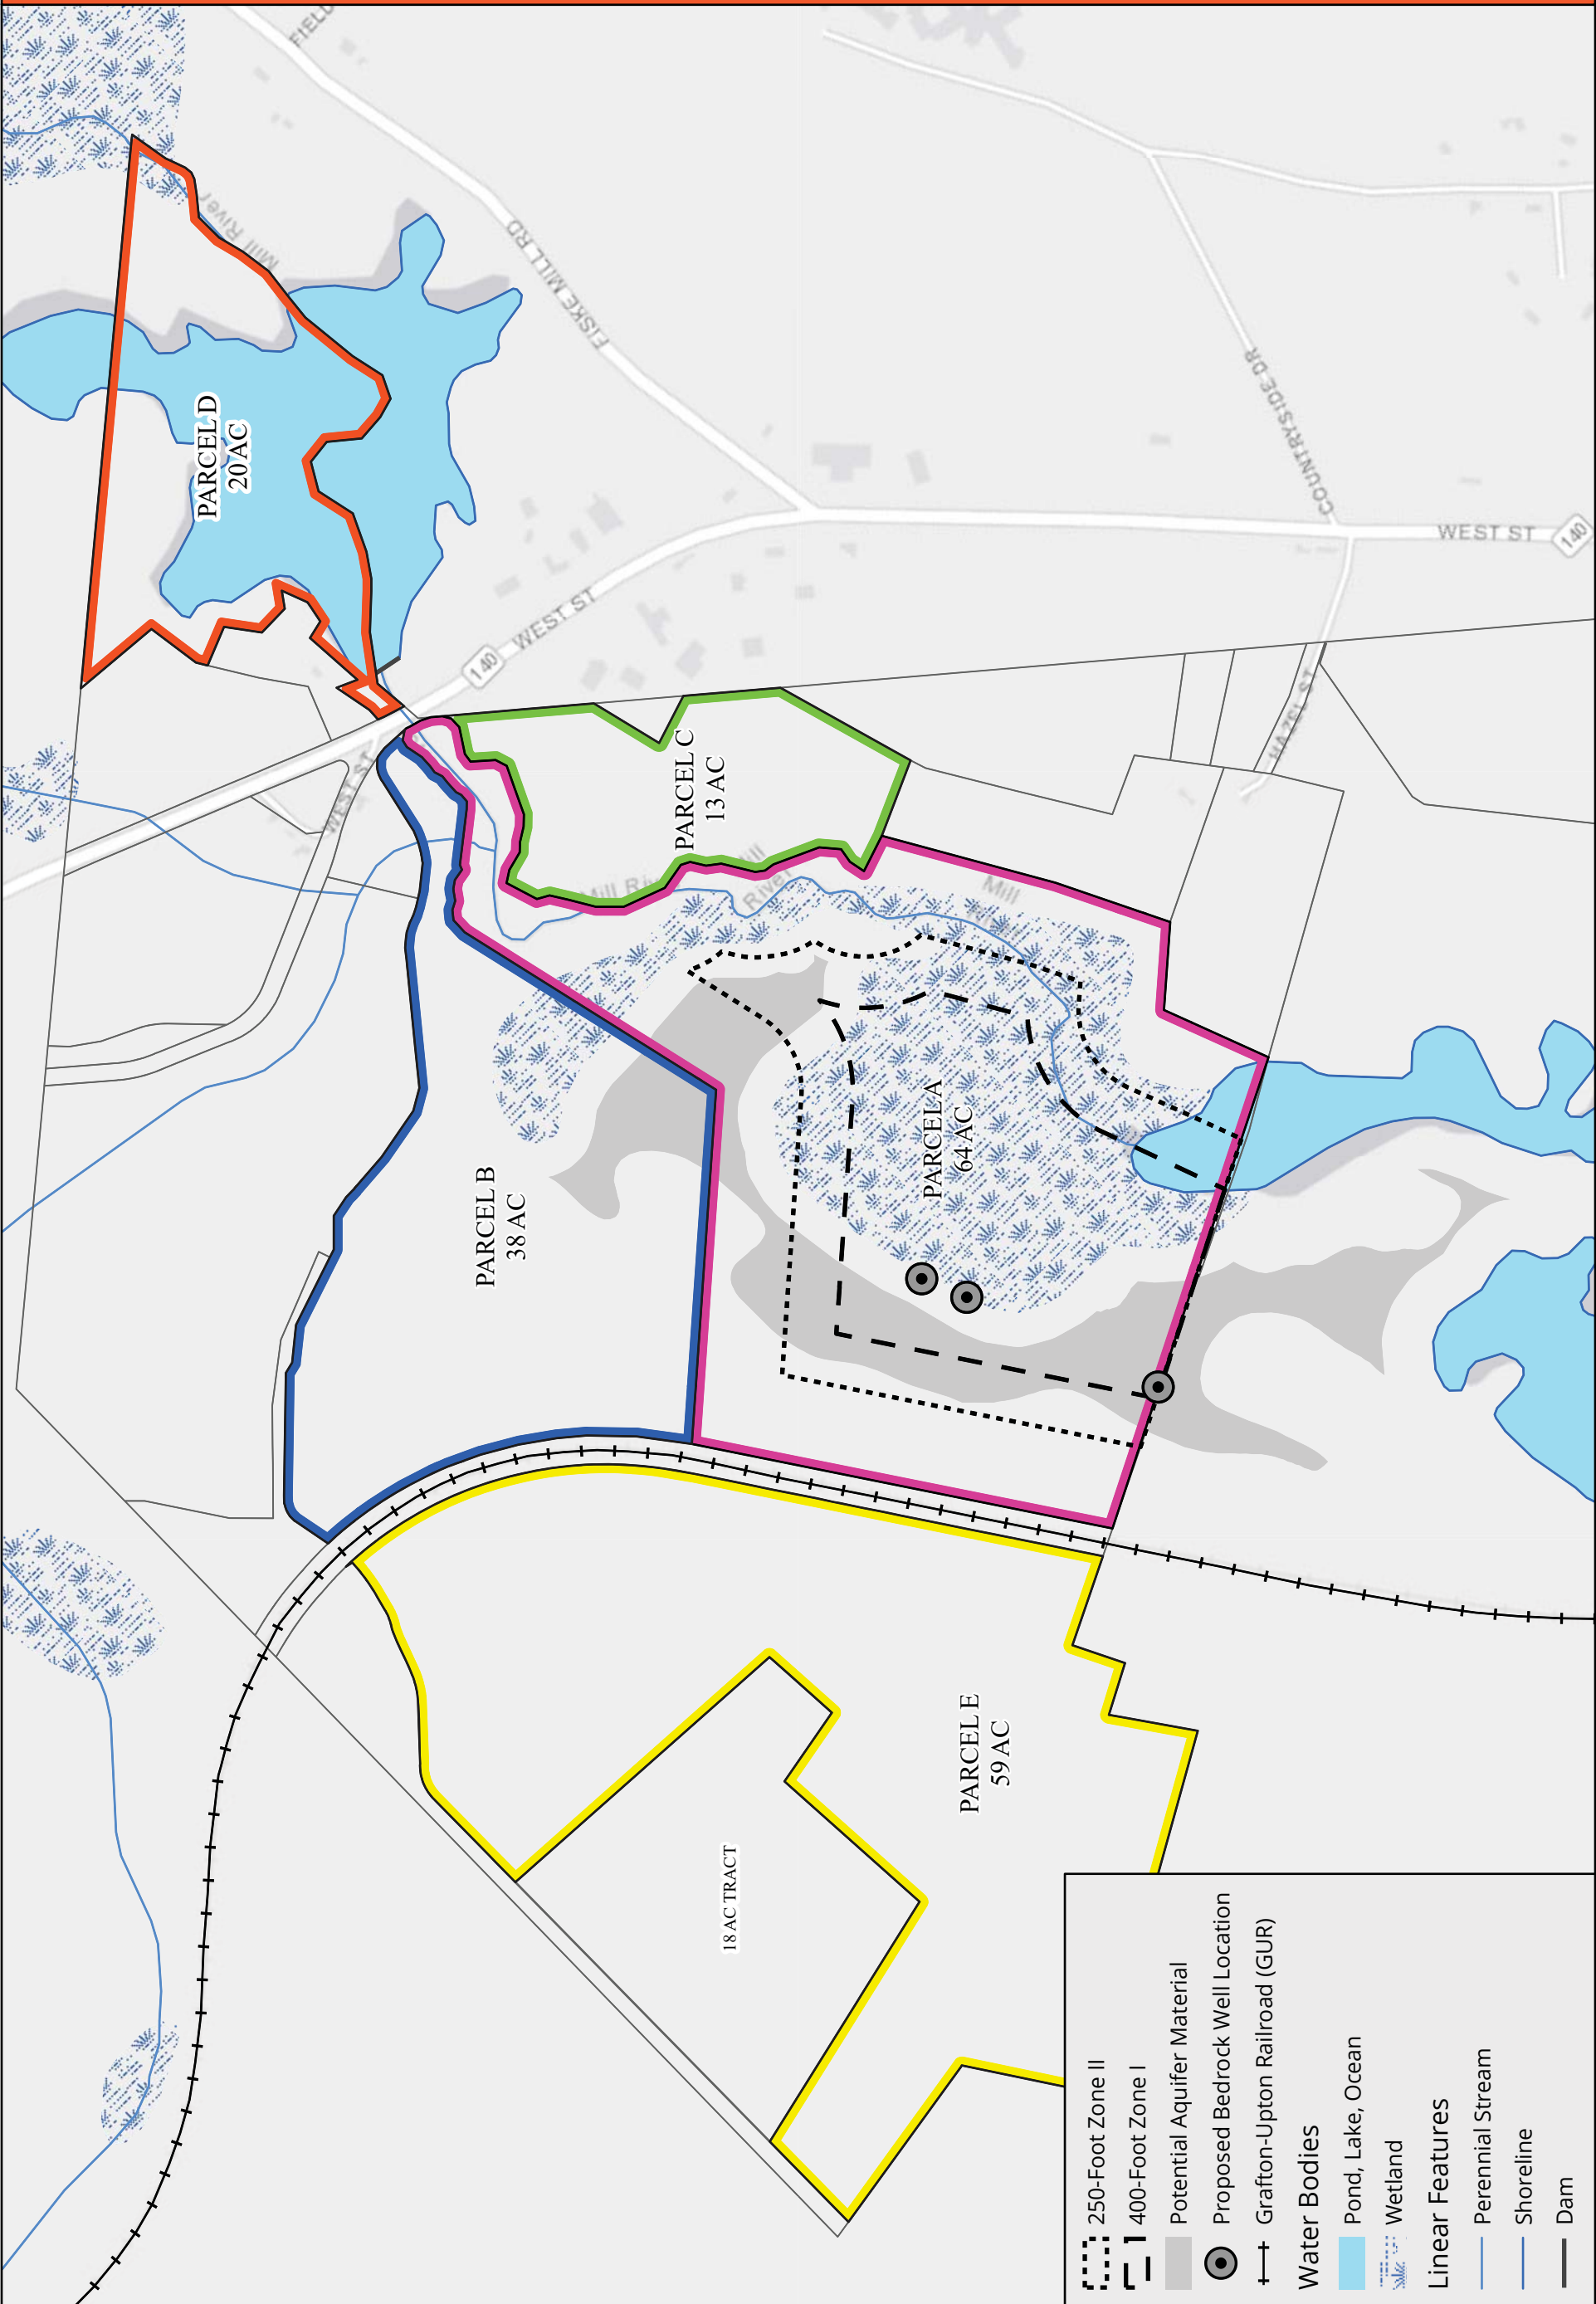 FIELD
Mill River
FISKE MILL RD
PARCEL D
20 AC
140
WEST ST
WEST ST
COUNTRYSIDE DR
WEST ST
140
HAZEL ST
PARCEL C
13 AC
Mill Riv
Mill
River
Mill
River
PARCEL A
64 AC
PARCEL B
38 AC
PARCEL E
59 AC
18 AC TRACT
250-Foot Zone II
400-Foot Zone I
Potential Aquifer Material
Proposed Bedrock Well Location
Grafton-Upton Railroad (GUR)
Water Bodies
Pond, Lake, Ocean
Wetland
Linear Features
Perennial Stream
Shoreline
Dam